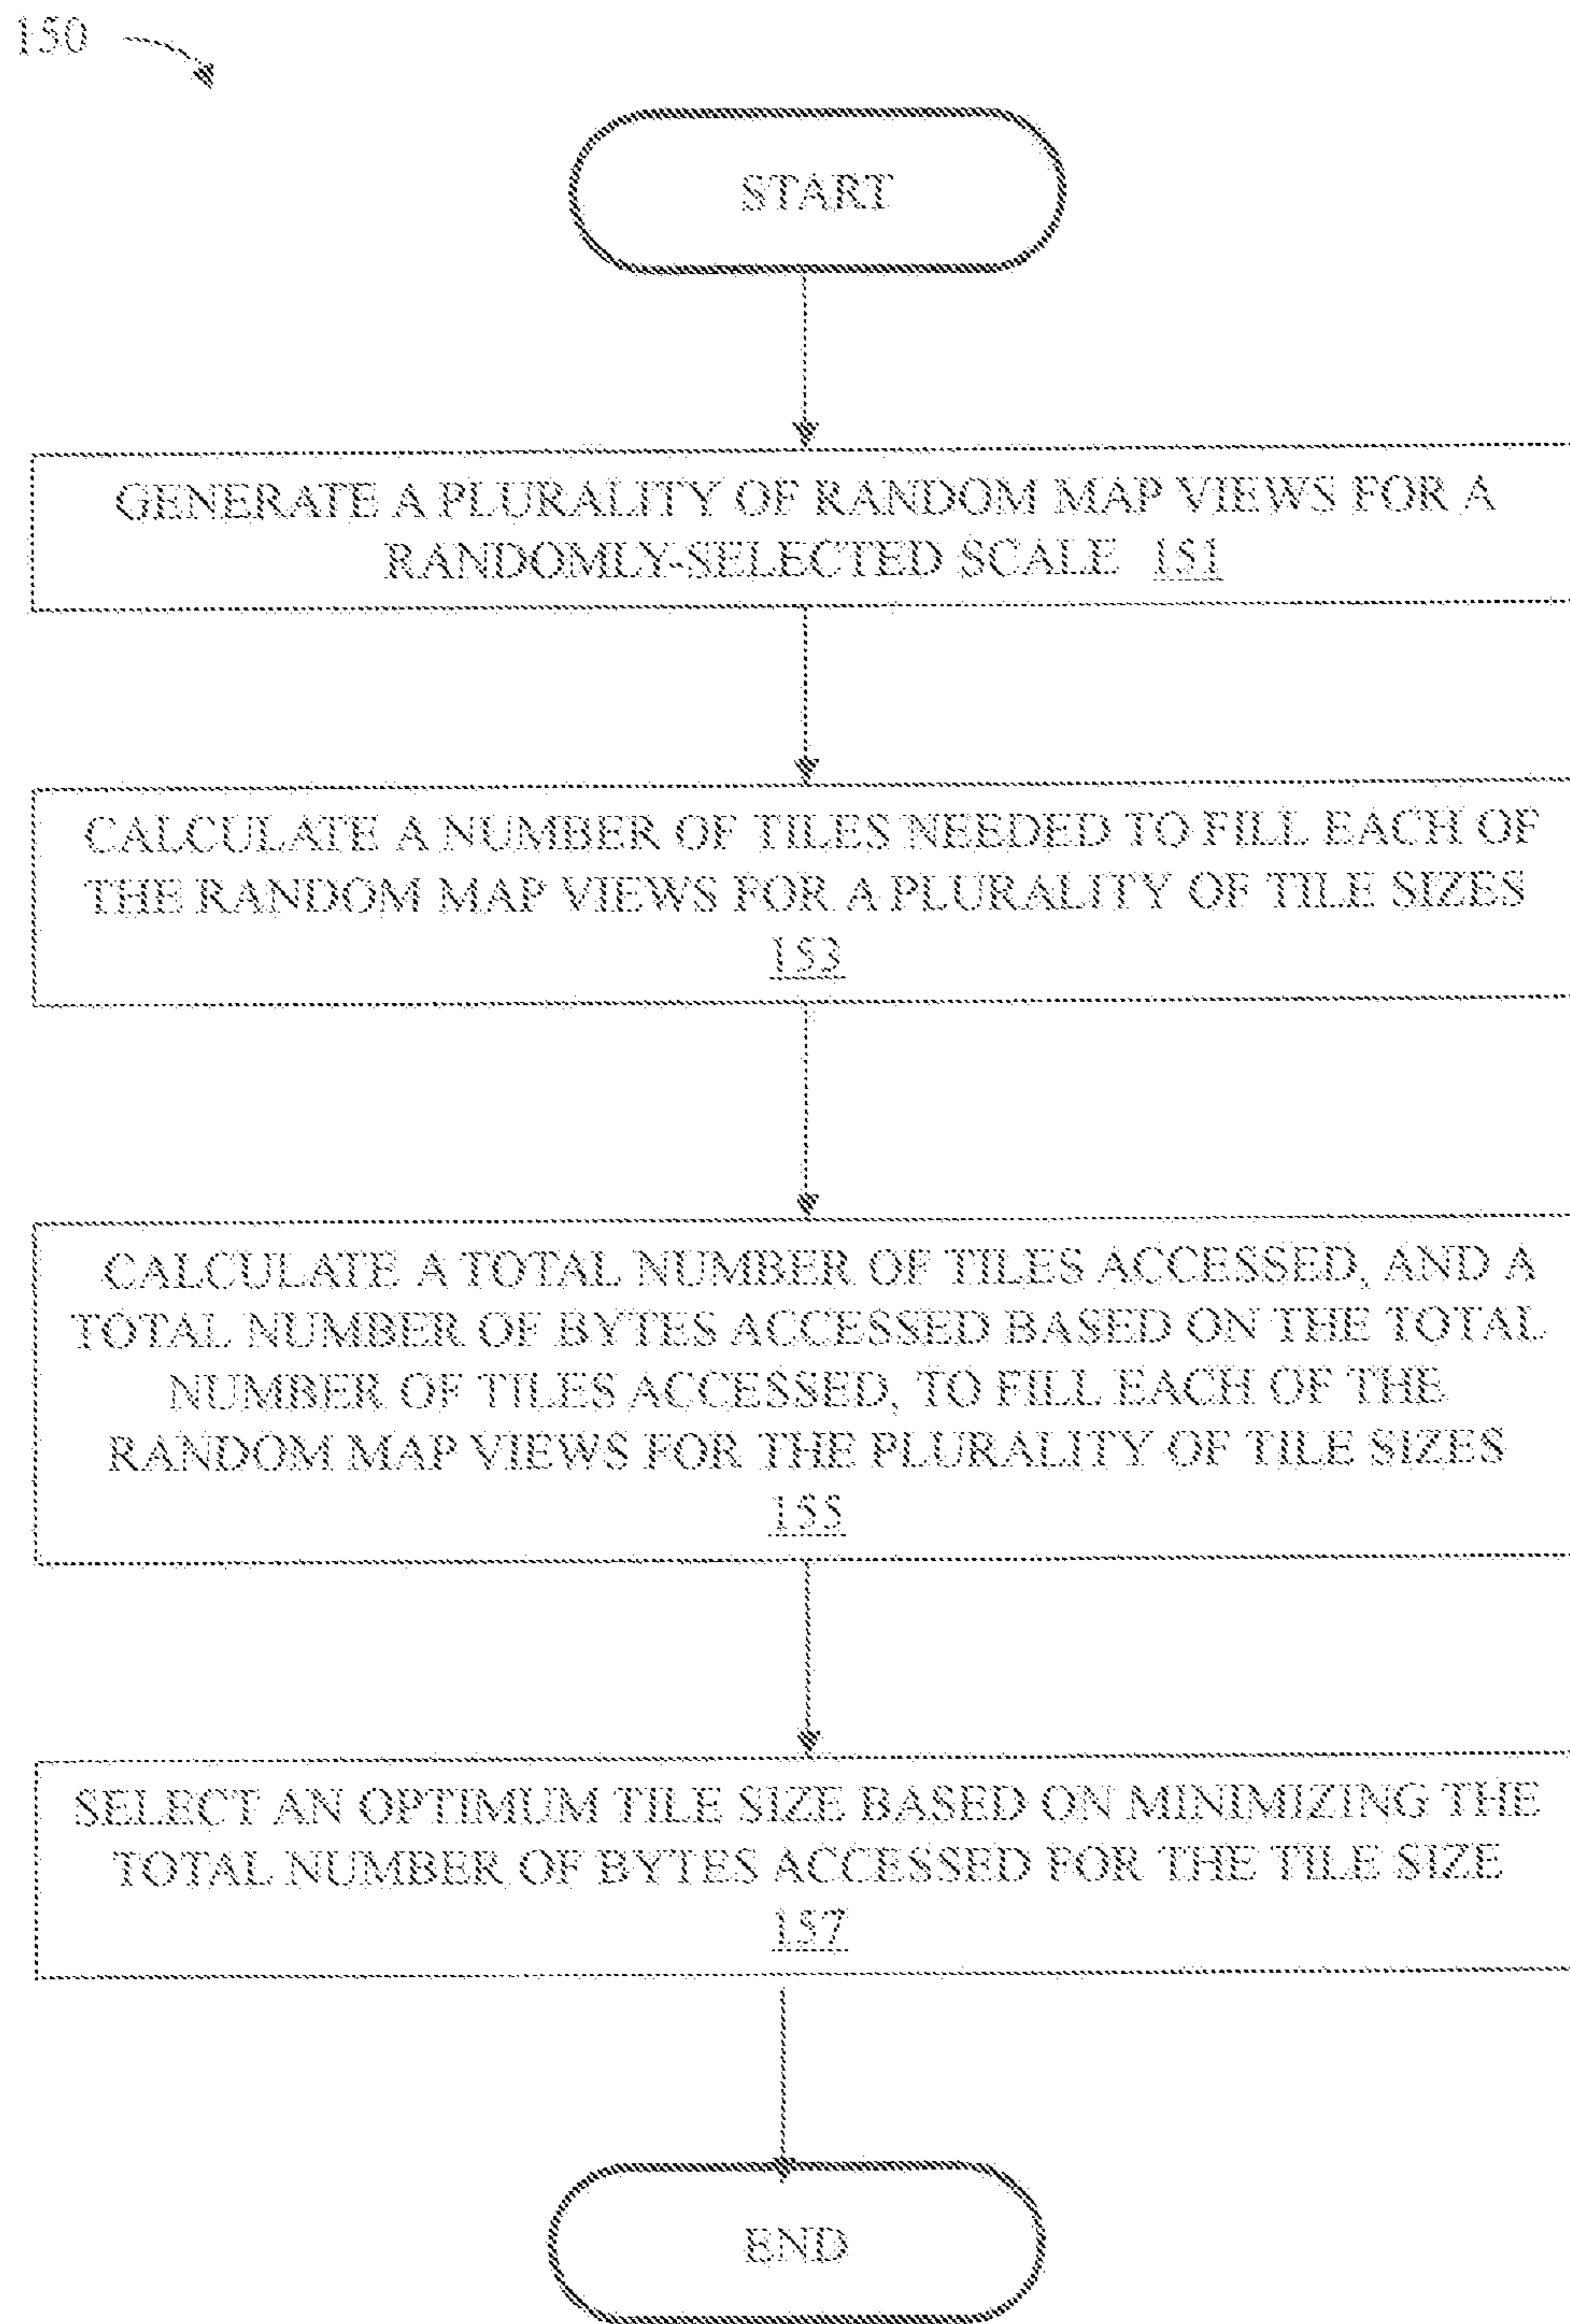 150
START
GENERATE A PLURALITY OF RANDOM MAP VIEWS FOR A
RANDOMLY-SELECTED SCALE 151
CALCULATE A NUMBER OF TILES NEEDED TO FILL EACH OF
THE RANDOM MAP VIEWS FOR A PLURALITY OF TILE SIZES
153
CALCULATE A TOTAL NUMBER OF TILES ACCESSED, AND A
TOTAL NUMBER OF BYTES ACCESSED BASED ON THE TOTAL
NUMBER OF TILES ACCESSED, TO FILL EACH OF THE
RANDOM MAP VIEWS FOR THE PLURALITY OF TILE SIZES
155
SELECT AN OPTIMUM TILE SIZE BASED ON MINIMIZING THE
TOTAL NUMBER OF BYTES ACCESSED FOR THE TILE SIZE
157
END